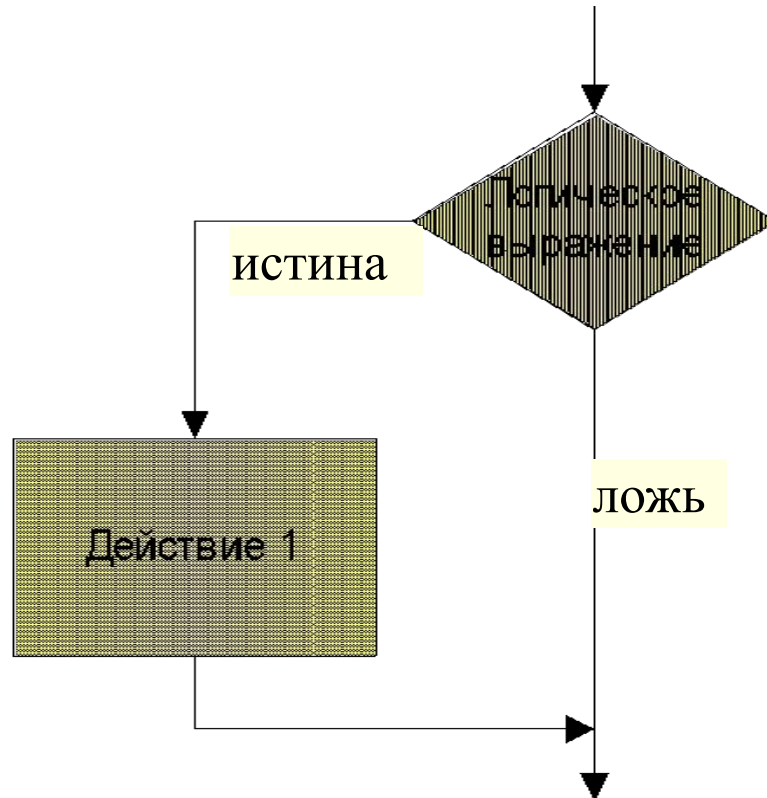 Логическое
выражение
истина
ложь
Действие 1